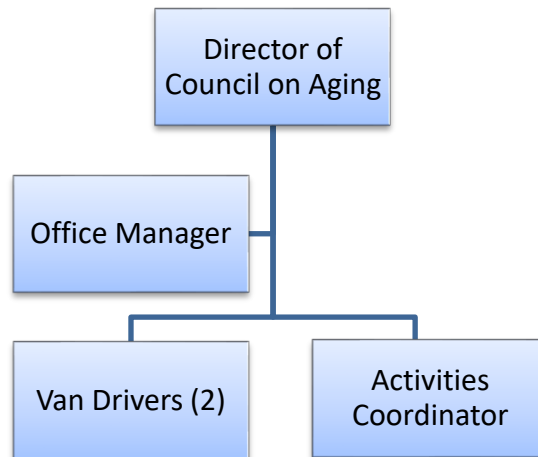 Director of
Council on Aging
Office Manager
Van Drivers (2)
Activities
Coordinator